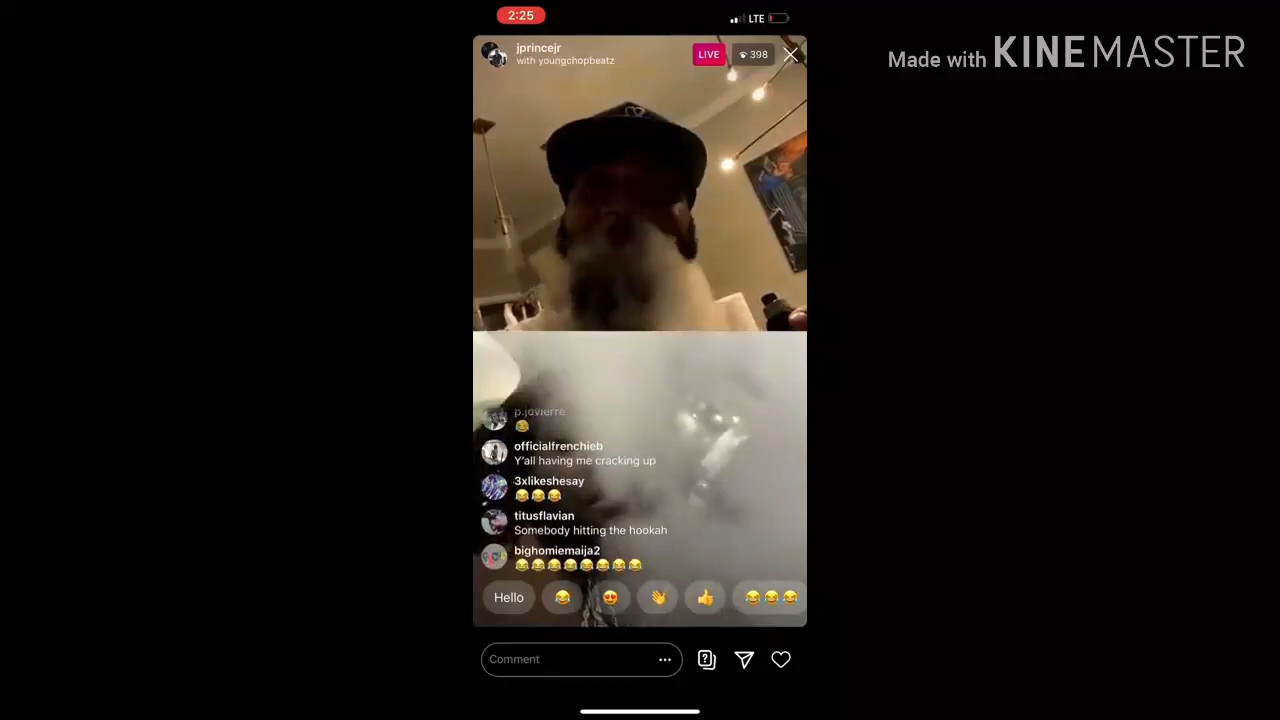 2:25
LTE
jprincejr
with youngchopbeatz
LIVE
398
Made with KINEMASTER
p.jovierre
😂
officialfrenchieb
Y'all having me cracking up
3xlikeshesay
😂😂😂
titusflavian
Somebody hitting the hookah
bighomiemaija2
😂😂😂😂😂😂😂😂
Hello 😂 😍 👋 👍 😂😂😂
Comment